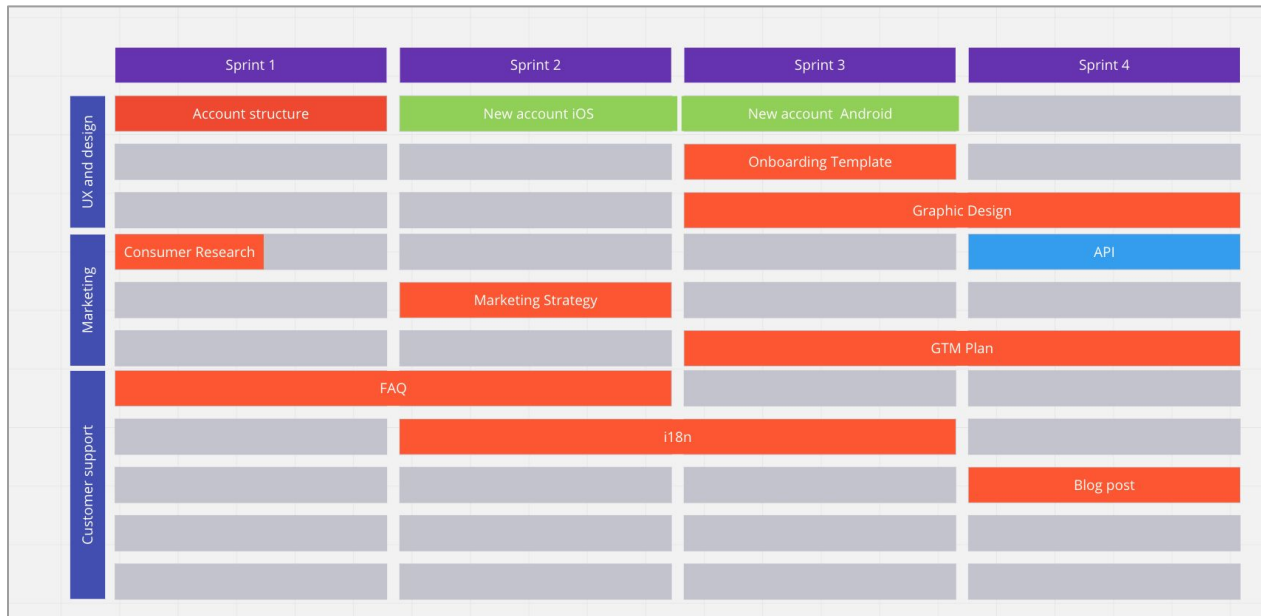 Sprint 1
Sprint 2
Sprint 3
Sprint 4
UX and design
Account structure
New account iOS
New account Android
Onboarding Template
Graphic Design
Marketing
Consumer Research
API
Marketing Strategy
GTM Plan
Customer support
FAQ
i18n
Blog post